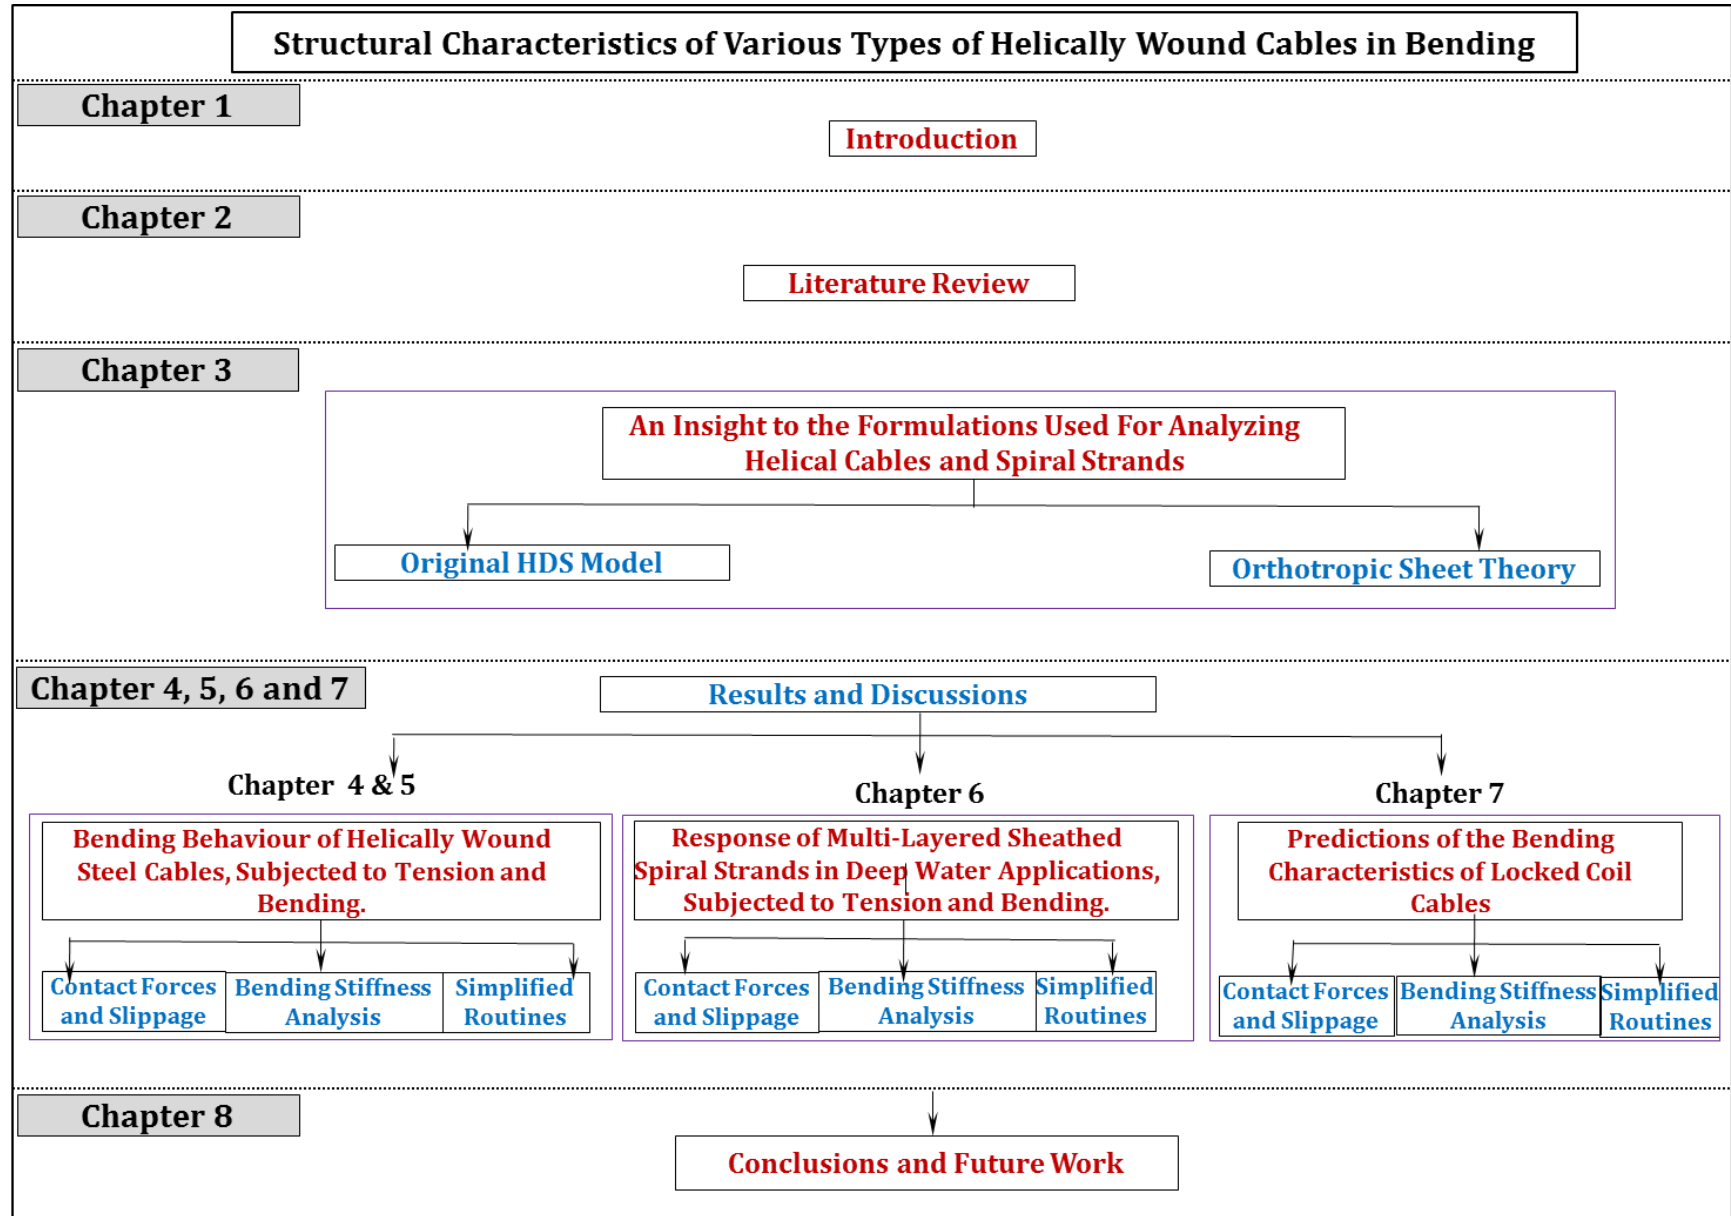 Structural Characteristics of Various Types of Helically Wound Cables in Bending
Chapter 1
Introduction
Chapter 2
Literature Review
Chapter 3
An Insight to the Formulations Used For Analyzing
Helical Cables and Spiral Strands
Original HDS Model
Orthotropic Sheet Theory
Chapter 4, 5, 6 and 7
Results and Discussions
Chapter 4 & 5
Bending Behaviour of Helically Wound
Steel Cables, Subjected to Tension and
Bending.
Contact Forces
and Slippage
Bending Stiffness
Analysis
Simplified
Routines
Chapter 6
Response of Multi-Layered Sheathed
Spiral Strands in Deep Water Applications,
Subjected to Tension and Bending.
Contact Forces
and Slippage
Bending Stiffness
Analysis
Simplified
Routines
Chapter 7
Predictions of the Bending
Characteristics of Locked Coil
Cables
Contact Forces
and Slippage
Bending Stiffness
Analysis
Simplified
Routines
Chapter 8
Conclusions and Future Work